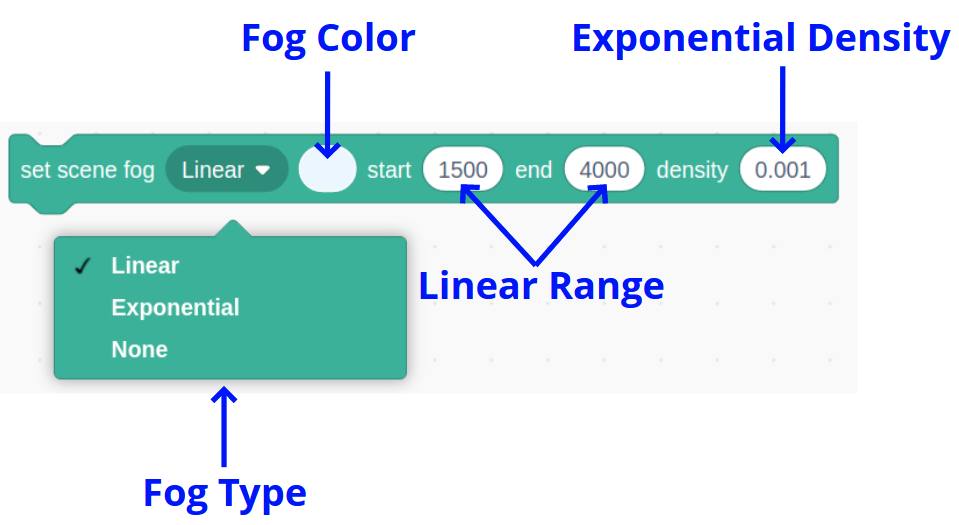 Fog Color
Exponential Density
set scene fog Linear start 1500 end 4000 density 0.001
✓ Linear
Exponential
None
Linear Range
Fog Type